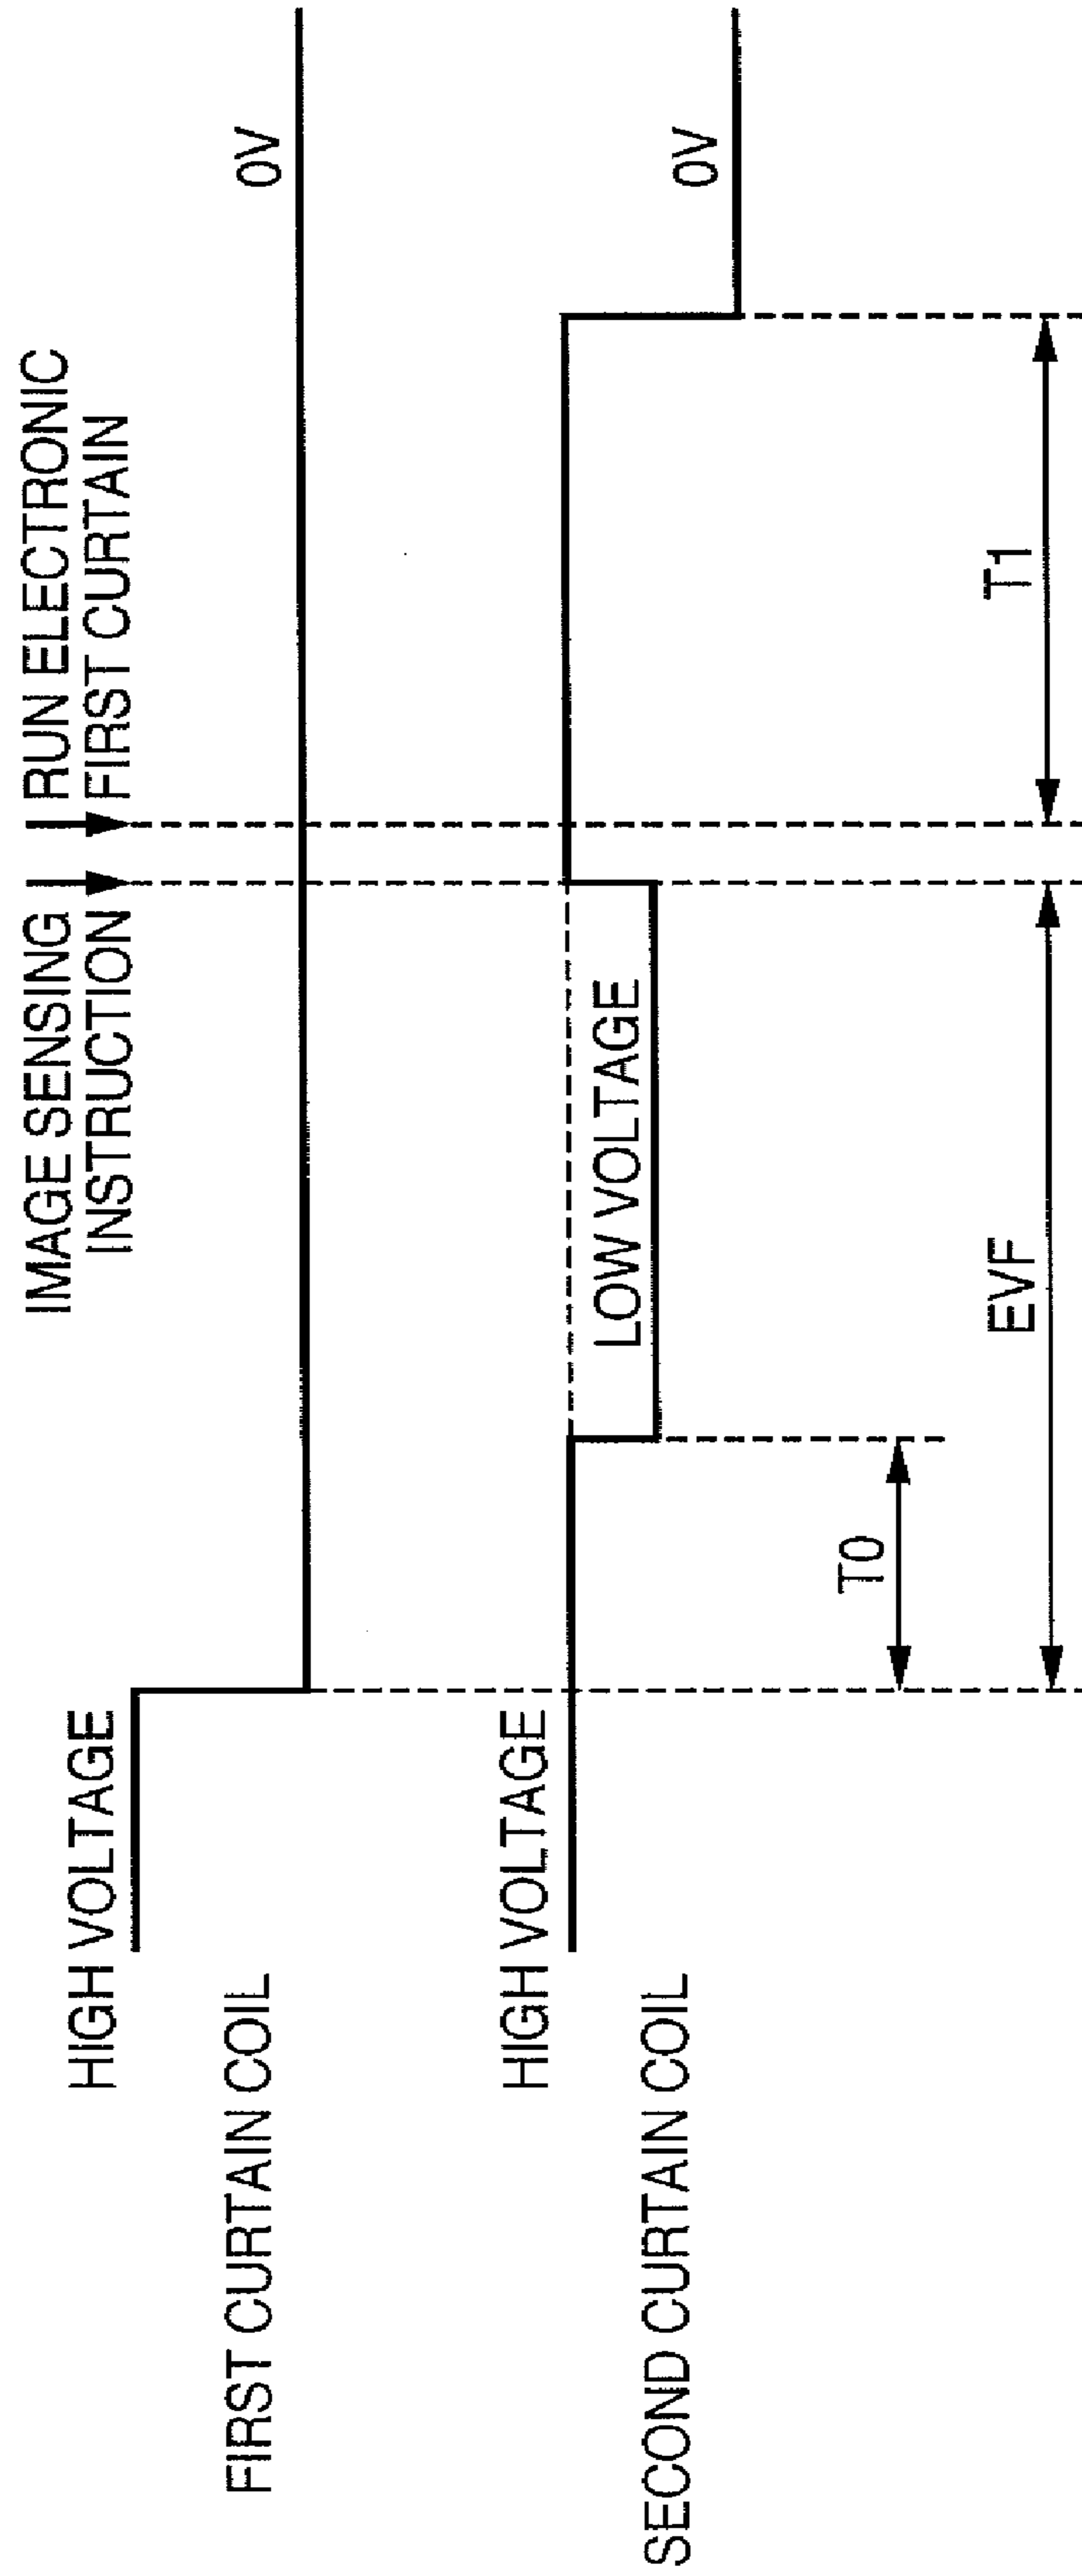 IMAGE SENSING
INSTRUCTION
RUN ELECTRONIC
FIRST CURTAIN
HIGH VOLTAGE
FIRST CURTAIN COIL
0V
HIGH VOLTAGE
SECOND CURTAIN COIL
LOW VOLTAGE
0V
T0
EVF
T1